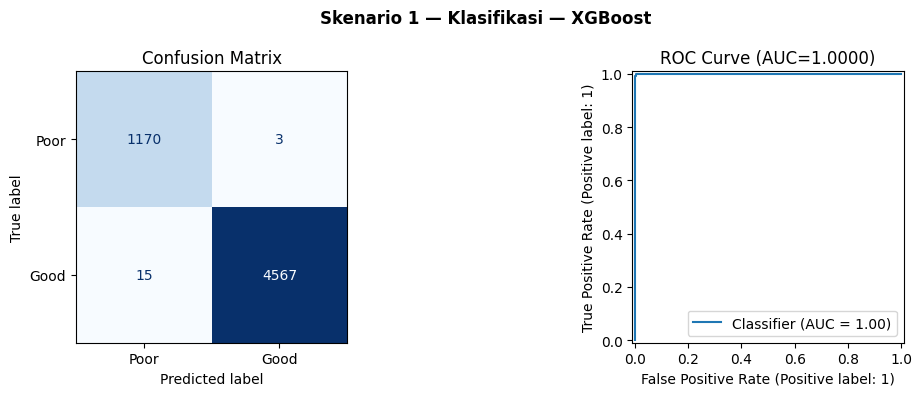 Skenario 1 — Klasifikasi — XGBoost
Confusion Matrix
True label
Poor
Good
1170
3
15
4567
Poor
Good
Predicted label
ROC Curve (AUC=1.0000)
True Positive Rate (Positive label: 1)
1.0
0.8
0.6
0.4
0.2
0.0
Classifier (AUC = 1.00)
0.0
0.2
0.4
0.6
0.8
1.0
False Positive Rate (Positive label: 1)